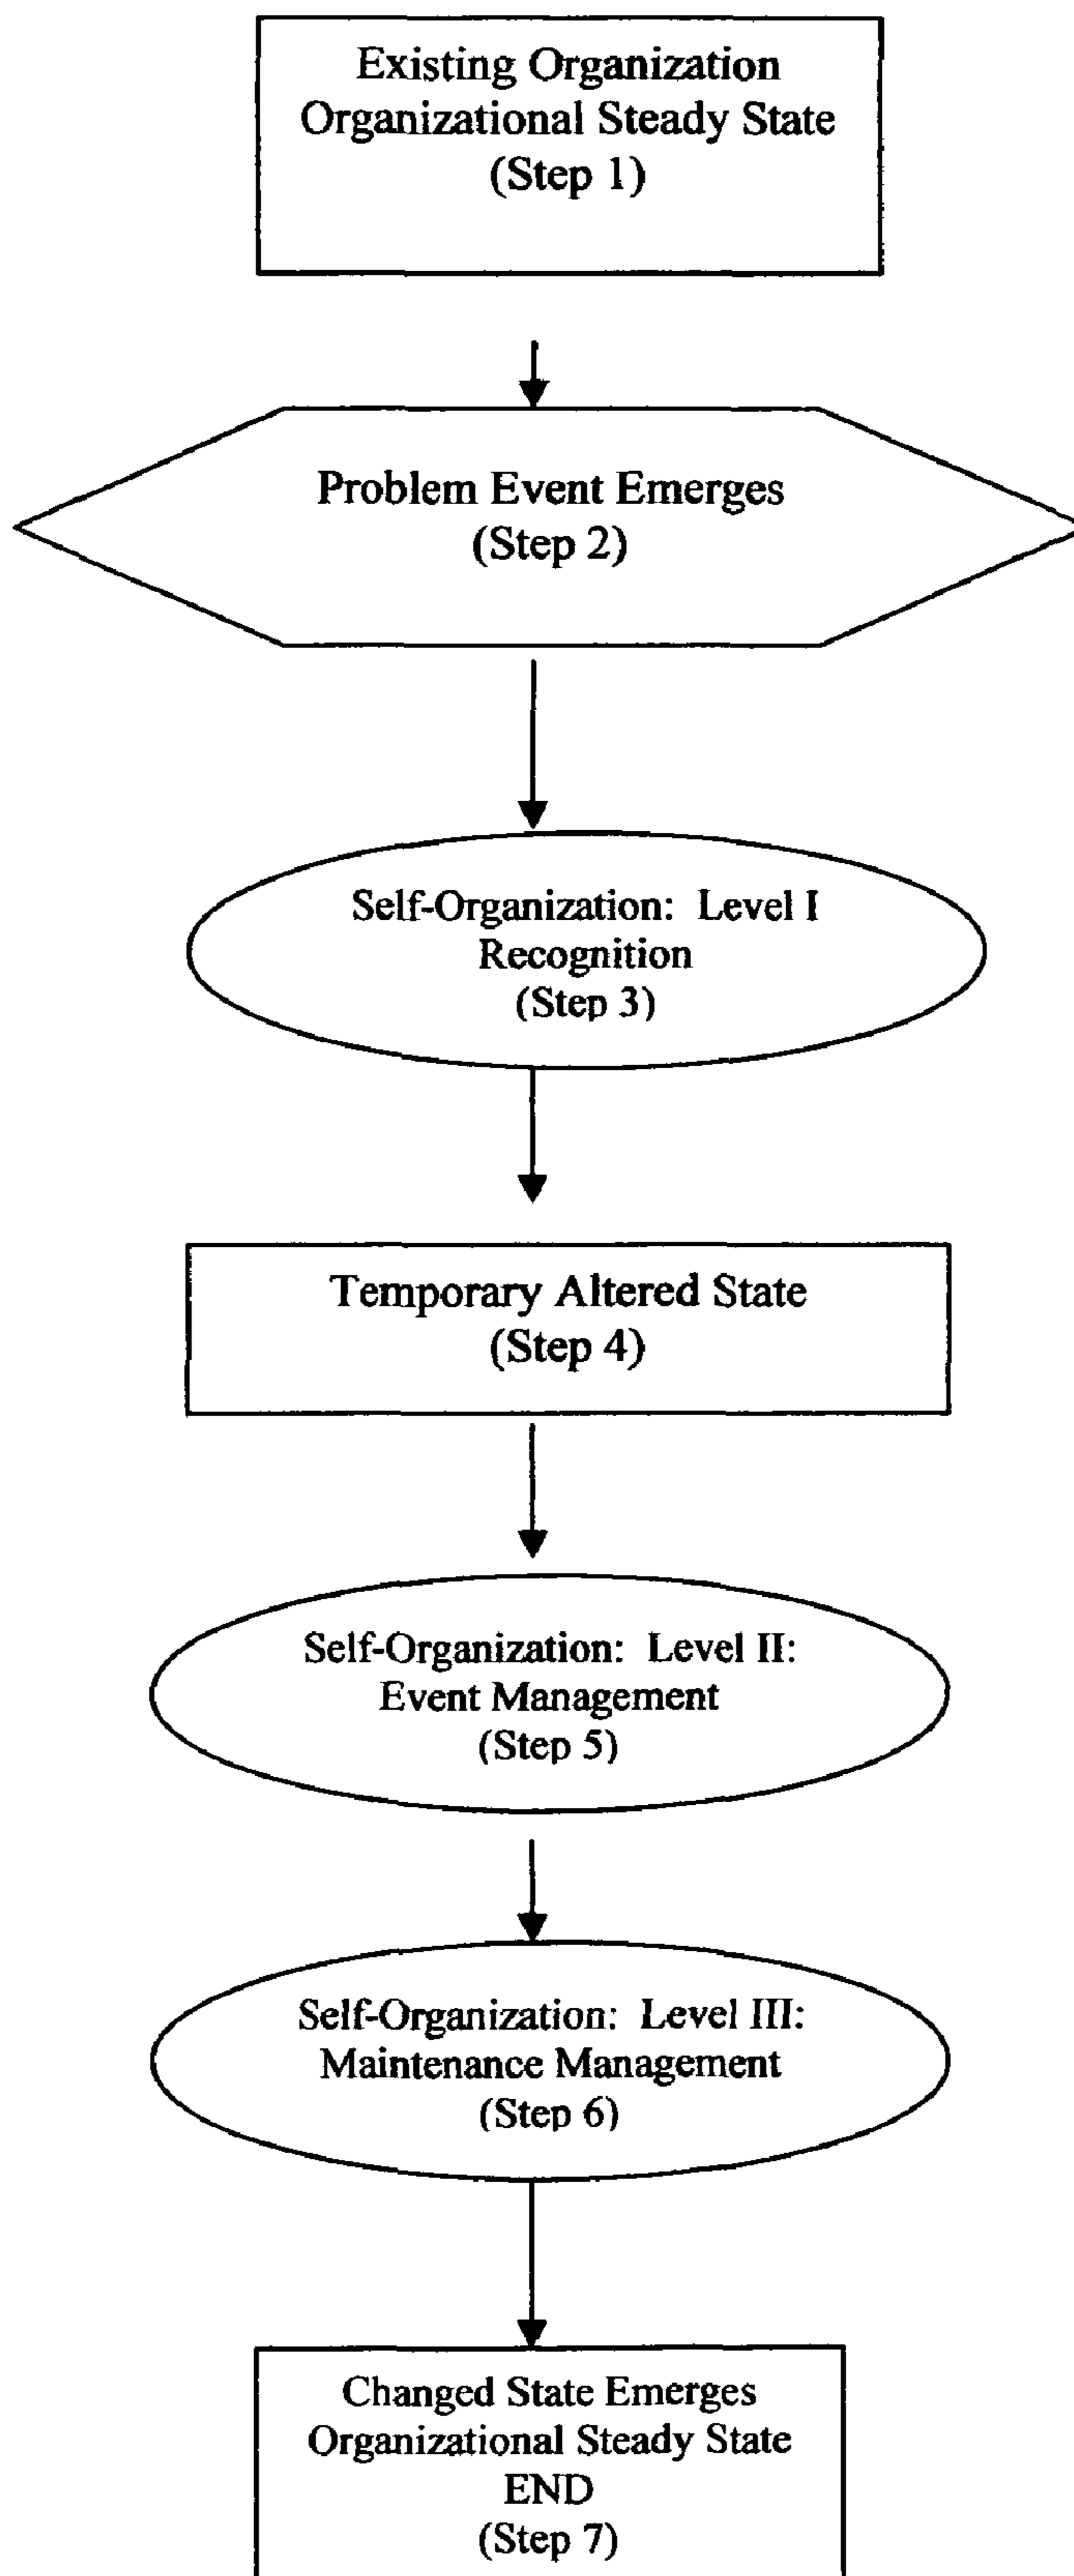 Existing Organization
Organizational Steady State
(Step 1)
Problem Event Emerges
(Step 2)
Self-Organization: Level I
Recognition
(Step 3)
Temporary Altered State
(Step 4)
Self-Organization: Level II:
Event Management
(Step 5)
Self-Organization: Level III:
Maintenance Management
(Step 6)
Changed State Emerges
Organizational Steady State
END
(Step 7)